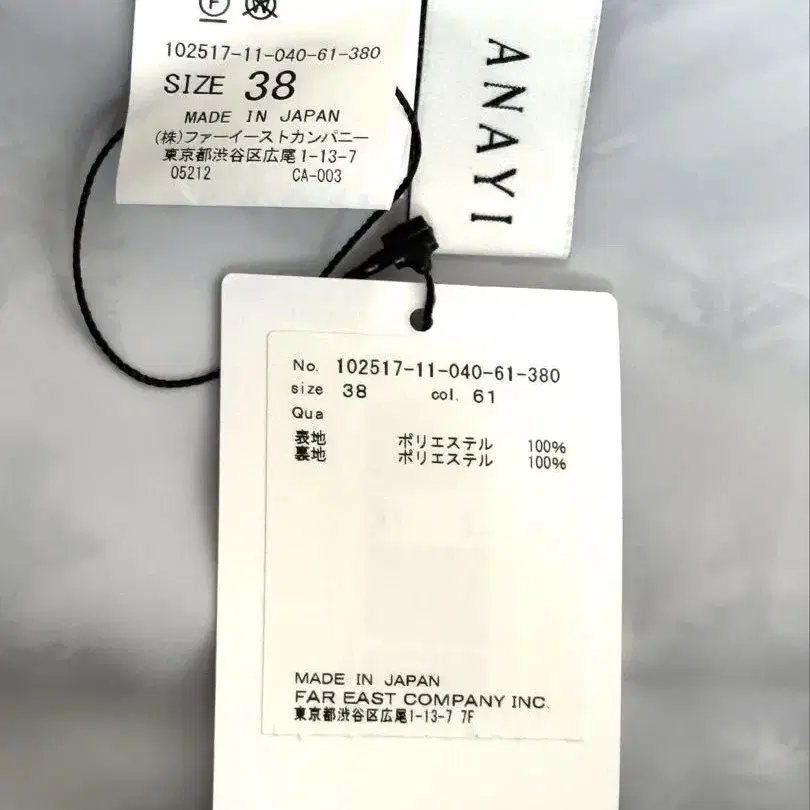 102517-11-040-61-380
SIZE 38
MADE IN JAPAN
(株)ファーイーストカンパニー
東京都渋谷区広尾1-13-7
05212 CA-003
ANAYI
No. 102517-11-040-61-380
size 38 col. 61
Qua
表地 ポリエステル 100%
裏地 ポリエステル 100%
MADE IN JAPAN
FAR EAST COMPANY INC.
東京都渋谷区広尾1-13-7 7F